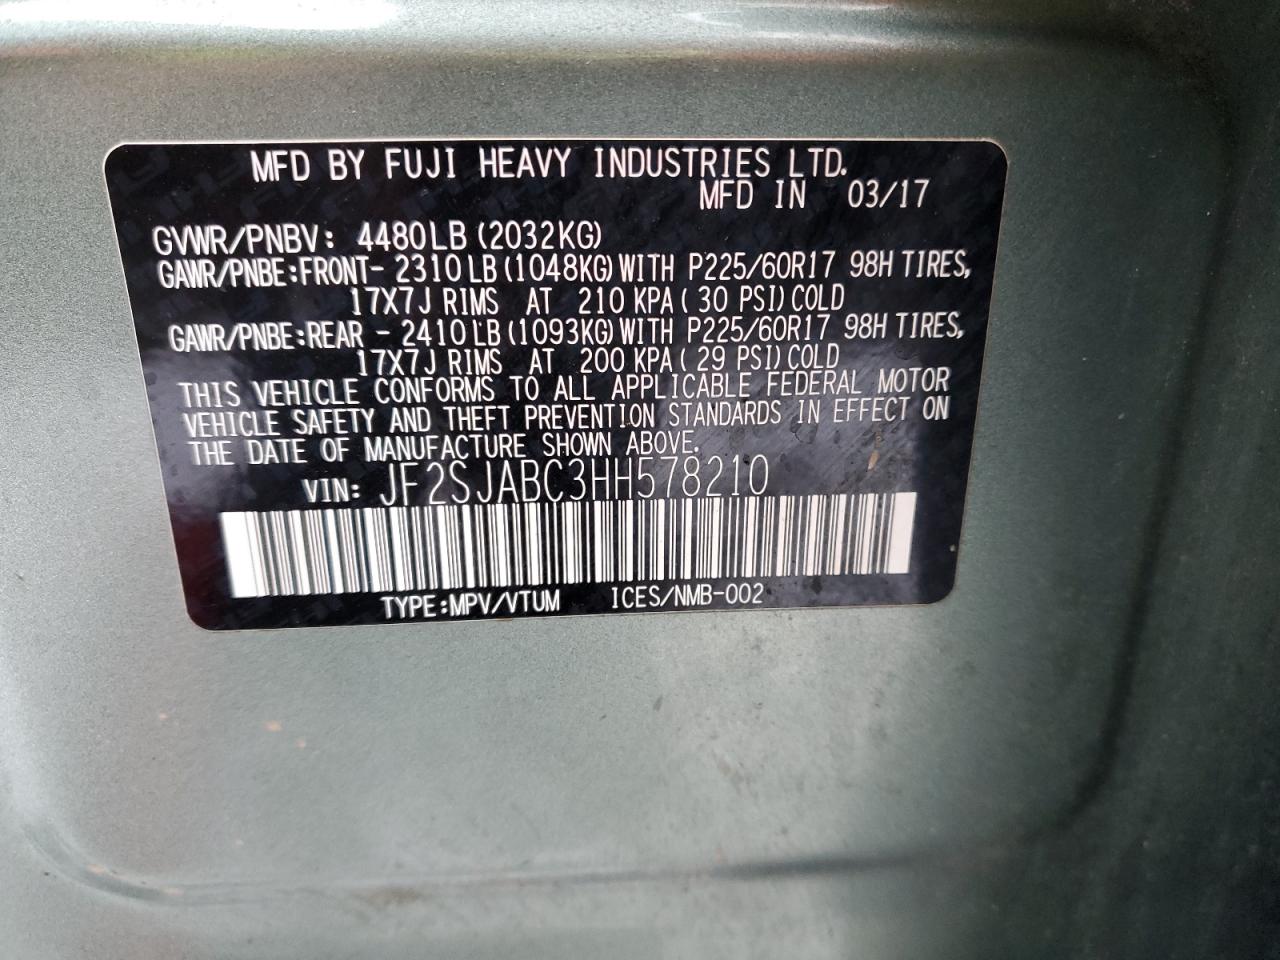 MFD BY FUJI HEAVY INDUSTRIES LTD.
MFD IN 03/17
GVWR/PNBV: 4480LB (2032KG)
GAWR/PNBE:FRONT- 2310 LB (1048KG) WITH P225/60R17 98H TIRES,
17X7J RIMS AT 210 KPA ( 30 PSI) COLD
GAWR/PNBE:REAR - 2410 LB (1093KG) WITH P225/60R17 98H TIRES,
17X7J RIMS AT 200 KPA ( 29 PSI) COLD
THIS VEHICLE CONFORMS TO ALL APPLICABLE FEDERAL MOTOR
VEHICLE SAFETY AND THEFT PREVENTION STANDARDS IN EFFECT ON
THE DATE OF MANUFACTURE SHOWN ABOVE.
VIN: JF2SJABC3HH578210
TYPE:MPV/VTUM ICES/NMB-002